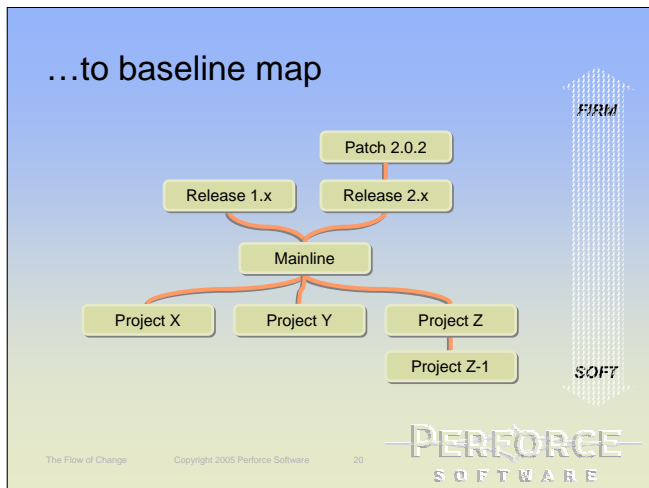 …to baseline map
FIRM
Patch 2.0.2
Release 1.x
Release 2.x
Mainline
Project X
Project Y
Project Z
Project Z-1
SOFT
The Flow of Change
Copyright 2005 Perforce Software
20
PERFORCE
SOFTWARE